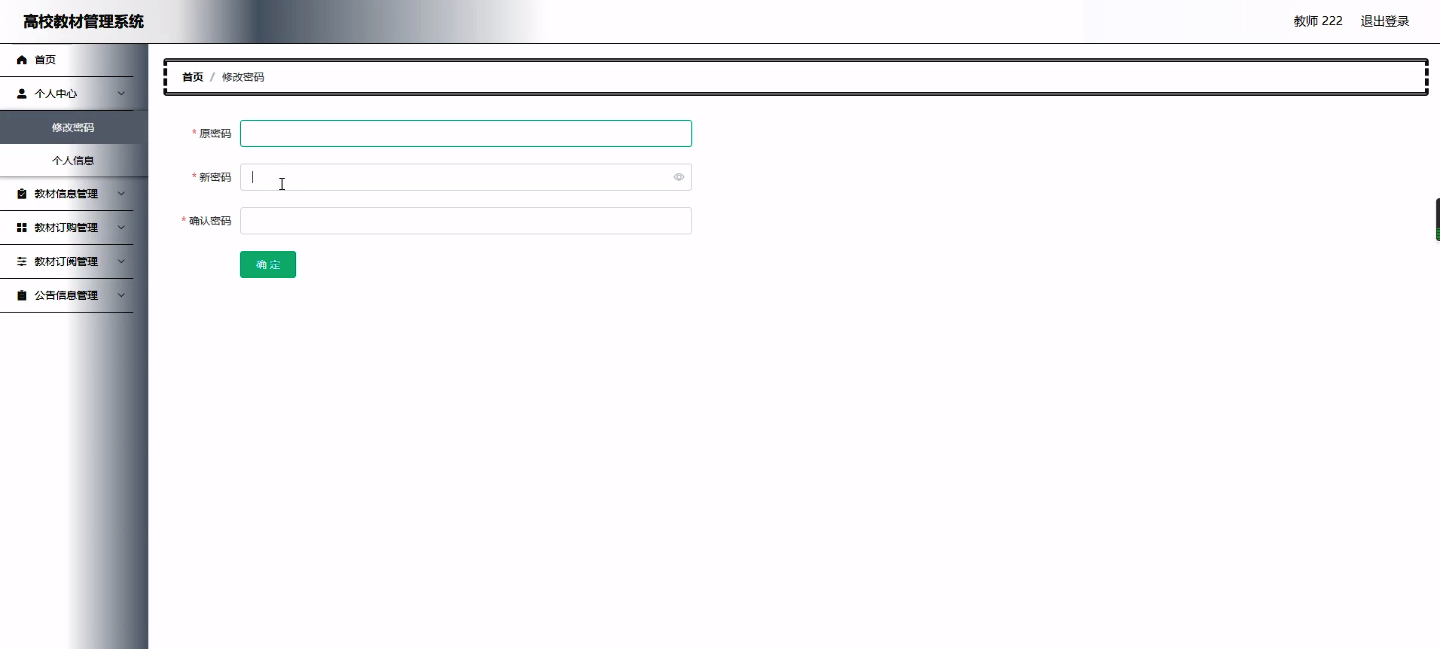 高校教材管理系统
教师 222 退出登录
首页
个人中心
修改密码
个人信息
教材信息管理
教材订购管理
教材订阅管理
公告信息管理
首页 / 修改密码
* 原密码
* 新密码
* 确认密码
确 定